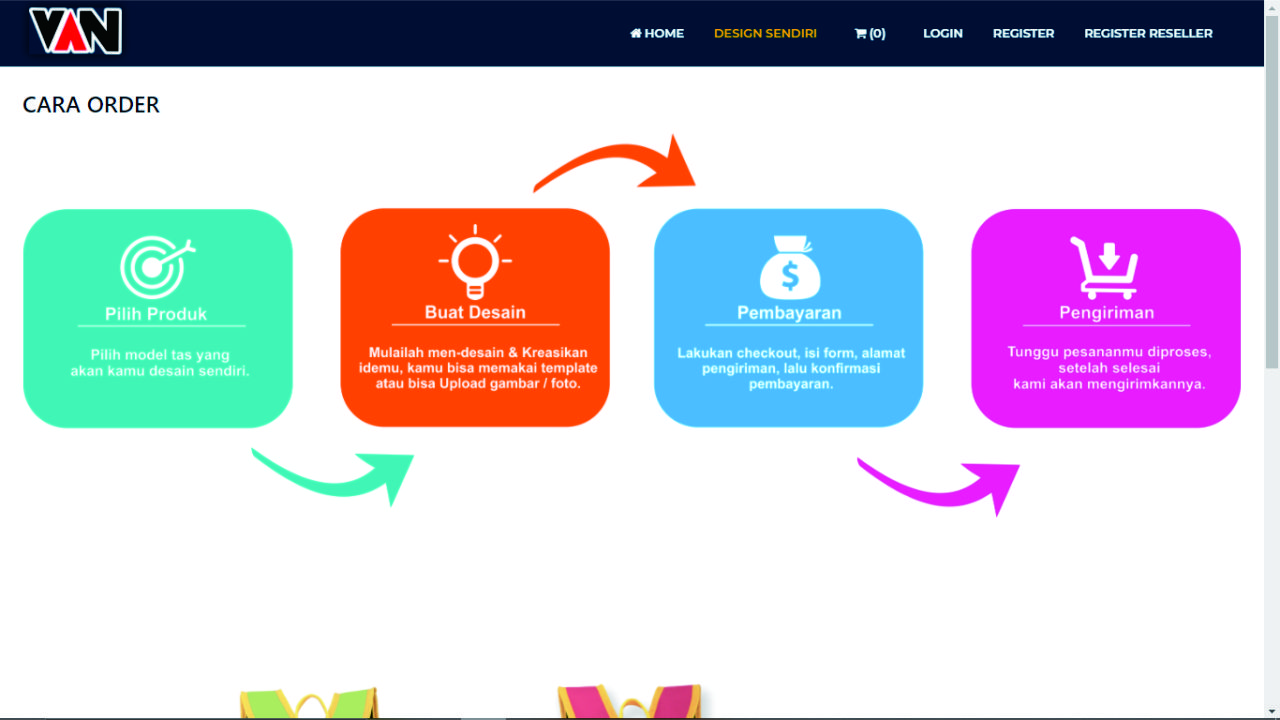 VAN
HOME
DESIGN SENDIRI
(0)
LOGIN
REGISTER
REGISTER RESELLER
CARA ORDER
Pilih Produk
Pilih model tas yang
akan kamu desain sendiri.
Buat Desain
Mulailah men-desain & Kreasikan
idemu, kamu bisa memakai template
atau bisa Upload gambar / foto.
$
Pembayaran
Lakukan checkout, isi form, alamat
pengiriman, lalu konfirmasi
pembayaran.
Pengiriman
Tunggu pesananmu diproses,
setelah selesai
kami akan mengirimkannya.